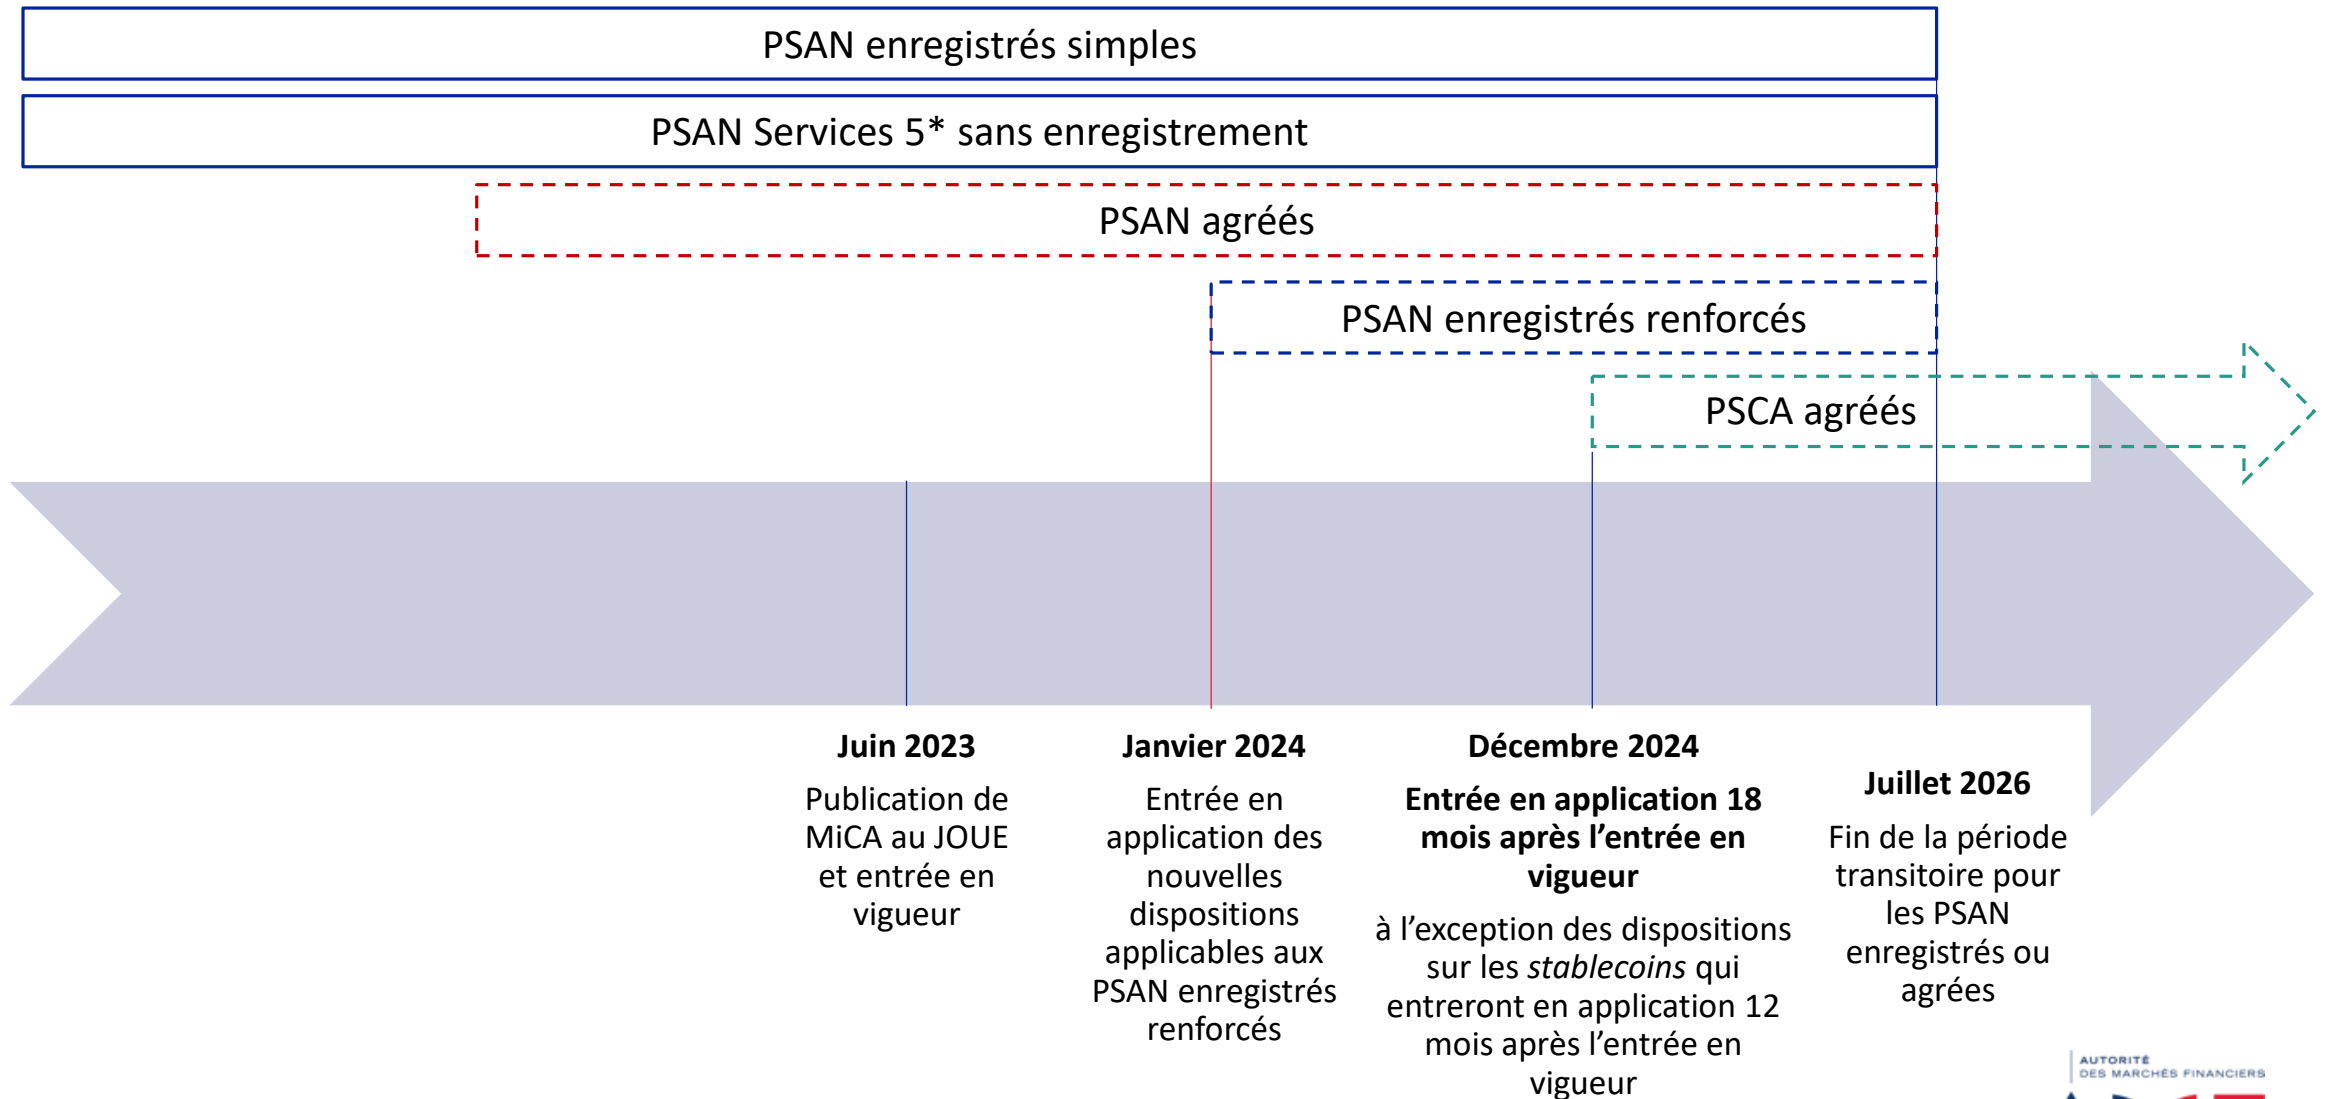 PSAN enregistrés simples
PSAN Services 5* sans enregistrement
PSAN agréés
PSAN enregistrés renforcés
PSCA agréés
Juin 2023
Publication de
MiCA au JOUE
et entrée en
vigueur
Janvier 2024
Entrée en
application des
nouvelles
dispositions
applicables aux
PSAN enregistrés
renforcés
Décembre 2024
Entrée en application 18
mois après l’entrée en
vigueur
à l’exception des dispositions
sur les stablecoins qui
entreront en application 12
mois après l’entrée en
vigueur
Juillet 2026
Fin de la période
transitoire pour
les PSAN
enregistrés ou
agrées
AUTORITÉ
DES MARCHÉS FINANCIERS